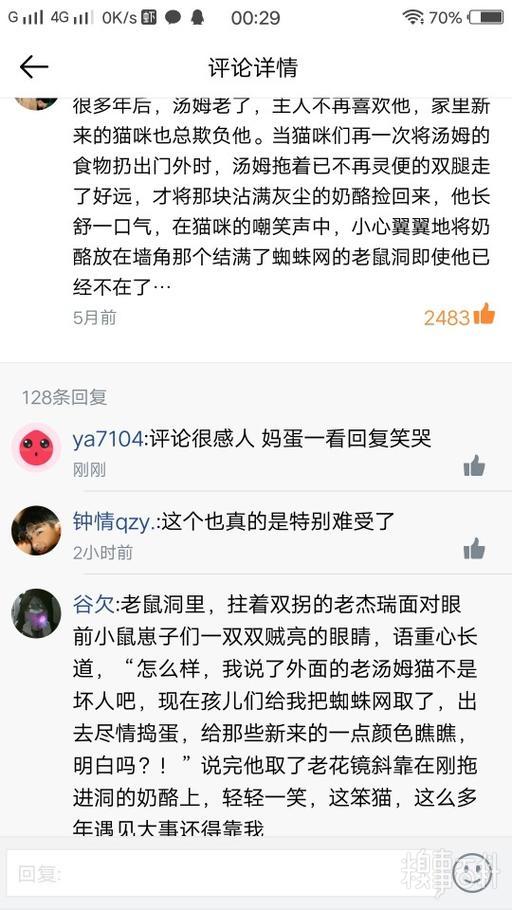 G 4G 0K/s 00:29 70%
评论详情
很多年后，汤姆老了，主人不再喜欢他，家里新
来的猫咪也总欺负他。当猫咪们再一次将汤姆的
食物扔出门外时，汤姆拖着已不再灵便的双腿走
了好远，才将那块沾满灰尘的奶酪捡回来，他长
舒一口气，在猫咪的嘲笑声中，小心翼翼地将奶
酪放在墙角那个结满了蜘蛛网的老鼠洞即使他已
经不在了…
5月前 2483
128条回复
ya7104:评论很感人 妈蛋一看回复笑哭
刚刚
钟情qzy.:这个也真的是特别难受了
2小时前
谷欠:老鼠洞里，拄着双拐的老杰瑞面对眼
前小鼠崽子们一双双贼亮的眼睛，语重心长
道，“怎么样，我说了外面的老汤姆猫不是
坏人吧，现在孩儿们给我把蜘蛛网取了，出
去尽情捣蛋，给那些新来的一点颜色瞧瞧，
明白吗？！”说完他取了老花镜斜靠在刚拖
进洞的奶酪上，轻轻一笑，这笨猫，这么多
年遇见大事还得靠我
回复:
糗事百科